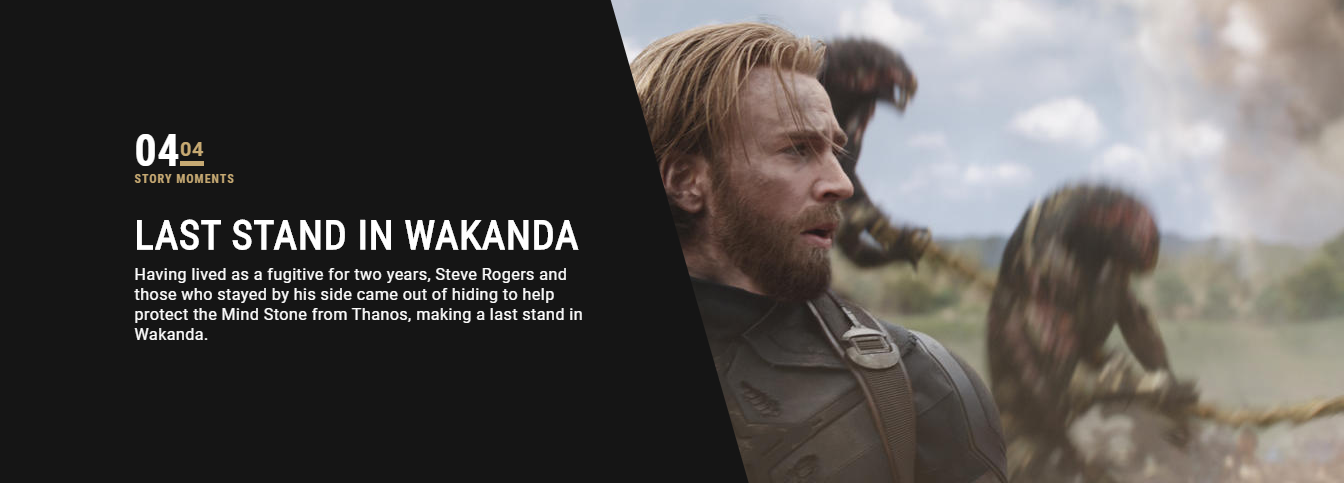 04 04
STORY MOMENTS
LAST STAND IN WAKANDA
Having lived as a fugitive for two years, Steve Rogers and
those who stayed by his side came out of hiding to help
protect the Mind Stone from Thanos, making a last stand in
Wakanda.